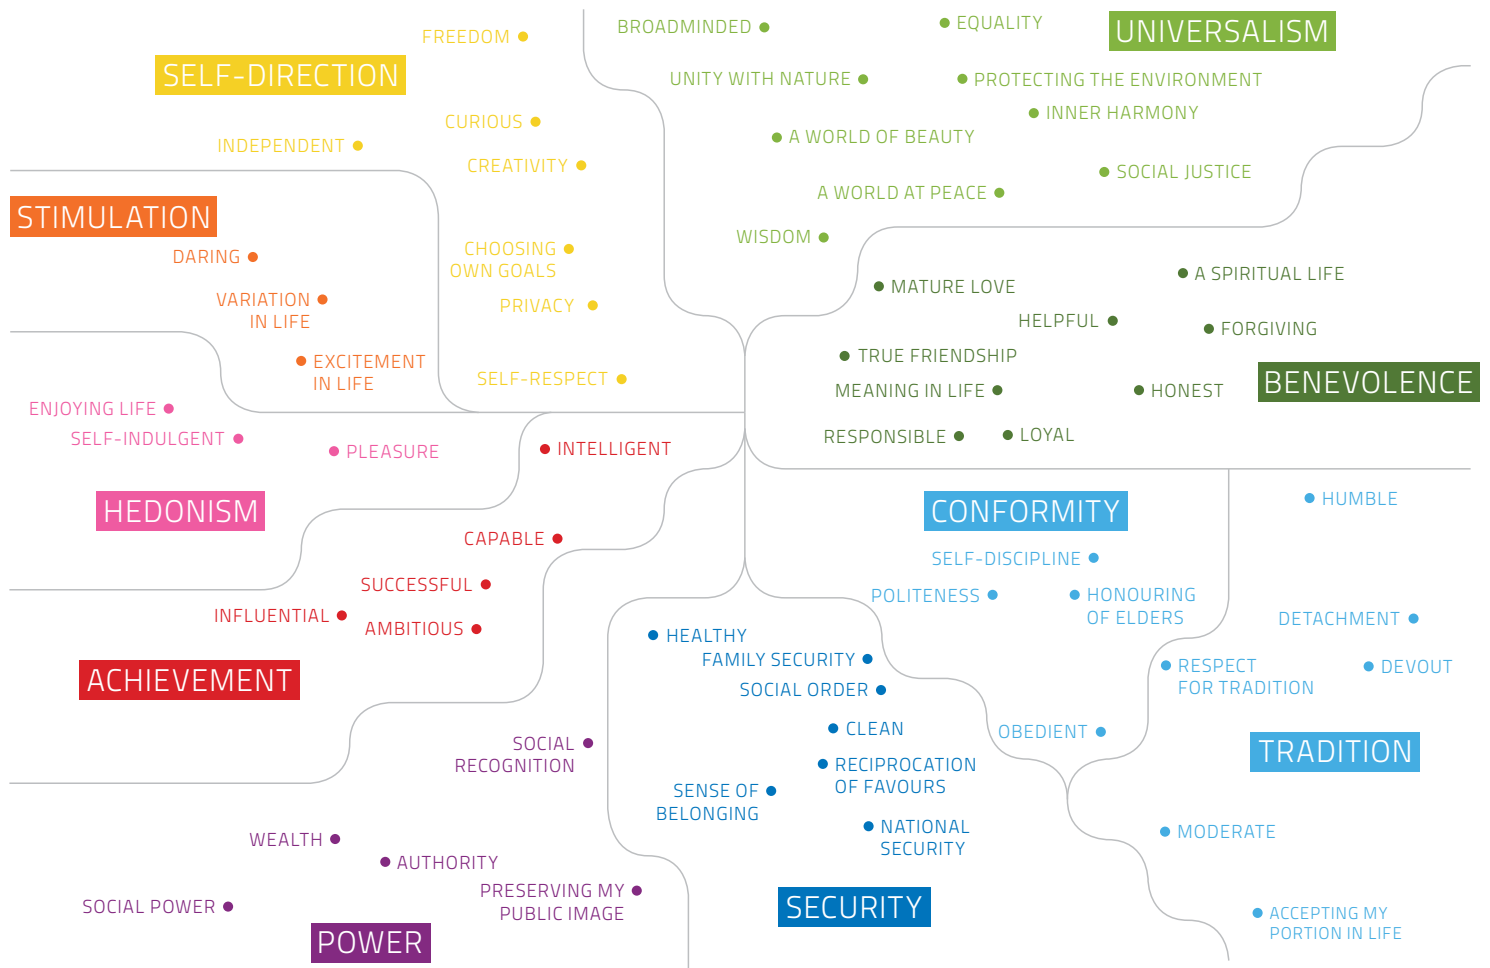 SELF-DIRECTION
FREEDOM
CURIOUS
INDEPENDENT
CREATIVITY
CHOOSING
OWN GOALS
PRIVACY
SELF-RESPECT
UNIVERSALISM
BROADMINDED
EQUALITY
UNITY WITH NATURE
PROTECTING THE ENVIRONMENT
INNER HARMONY
A WORLD OF BEAUTY
SOCIAL JUSTICE
A WORLD AT PEACE
WISDOM
STIMULATION
DARING
VARIATION
IN LIFE
EXCITEMENT
IN LIFE
A SPIRITUAL LIFE
MATURE LOVE
HELPFUL
FORGIVING
TRUE FRIENDSHIP
BENEVOLENCE
MEANING IN LIFE
HONEST
RESPONSIBLE
LOYAL
ENJOYING LIFE
SELF-INDULGENT
PLEASURE
HEDONISM
INTELLIGENT
CAPABLE
SUCCESSFUL
INFLUENTIAL
AMBITIOUS
ACHIEVEMENT
CONFORMITY
SELF-DISCIPLINE
POLITENESS
HONOURING
OF ELDERS
OBEDIENT
HUMBLE
DETACHMENT
RESPECT
FOR TRADITION
DEVOUT
TRADITION
MODERATE
ACCEPTING MY
PORTION IN LIFE
HEALTHY
FAMILY SECURITY
SOCIAL ORDER
CLEAN
RECIPROCATION
OF FAVOURS
SENSE OF
BELONGING
NATIONAL
SECURITY
SECURITY
SOCIAL
RECOGNITION
WEALTH
AUTHORITY
PRESERVING MY
PUBLIC IMAGE
SOCIAL POWER
POWER